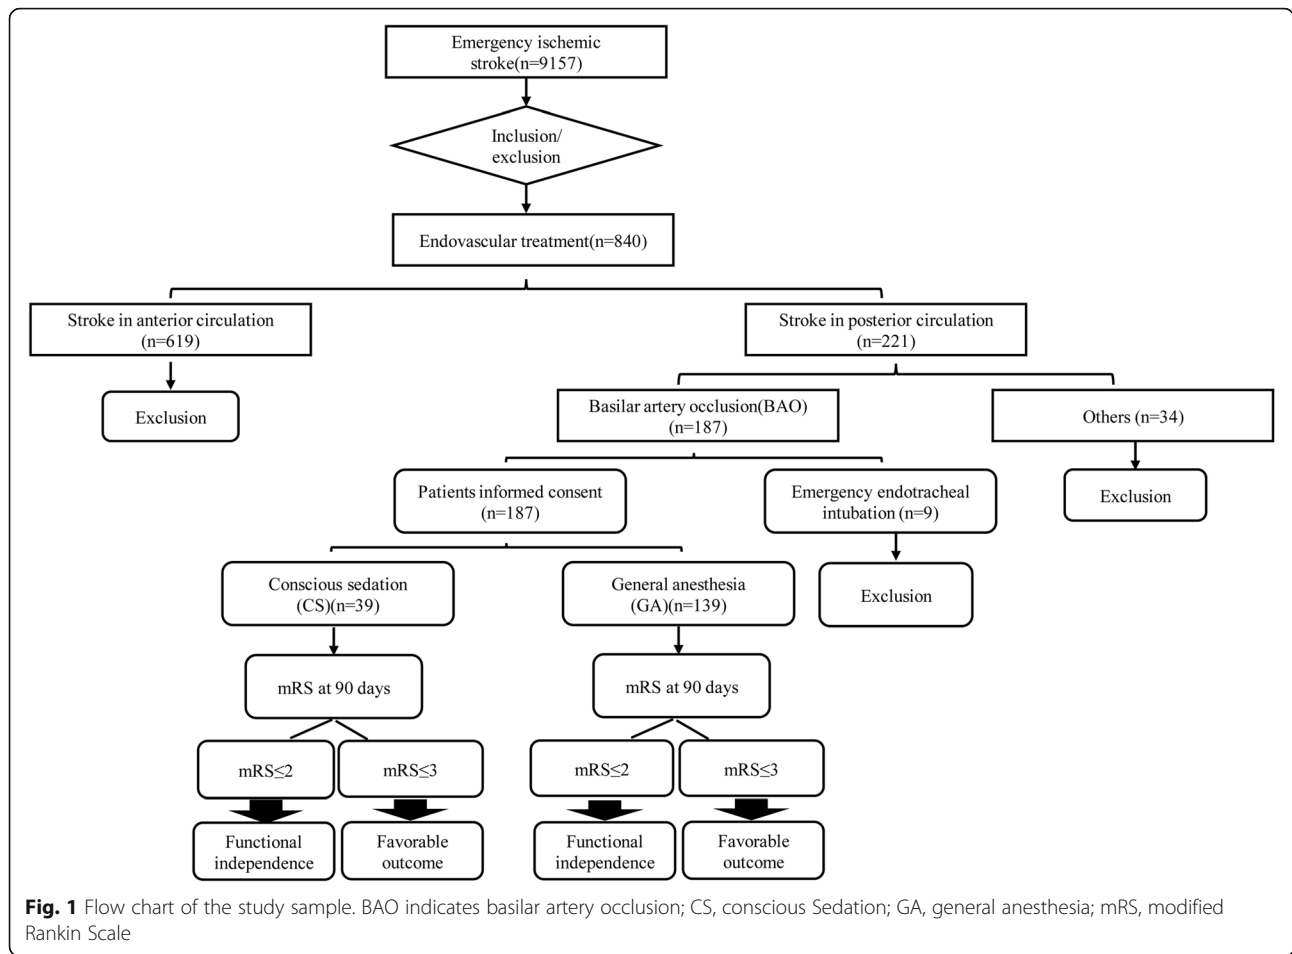 Emergency ischemic
stroke(n=9157)
Inclusion/
exclusion
Endovascular treatment(n=840)
Stroke in anterior circulation
(n=619)
Stroke in posterior circulation
(n=221)
Exclusion
Basilar artery occlusion(BAO)
(n=187)
Others (n=34)
Patients informed consent
(n=187)
Emergency endotracheal
intubation (n=9)
Exclusion
Conscious sedation
(CS)(n=39)
General anesthesia
(GA)(n=139)
Exclusion
mRS at 90 days
mRS at 90 days
mRS≤2
mRS≤3
mRS≤2
mRS≤3
Functional
independence
Favorable
outcome
Functional
independence
Favorable
outcome
Fig. 1 Flow chart of the study sample. BAO indicates basilar artery occlusion; CS, conscious Sedation; GA, general anesthesia; mRS, modified
Rankin Scale